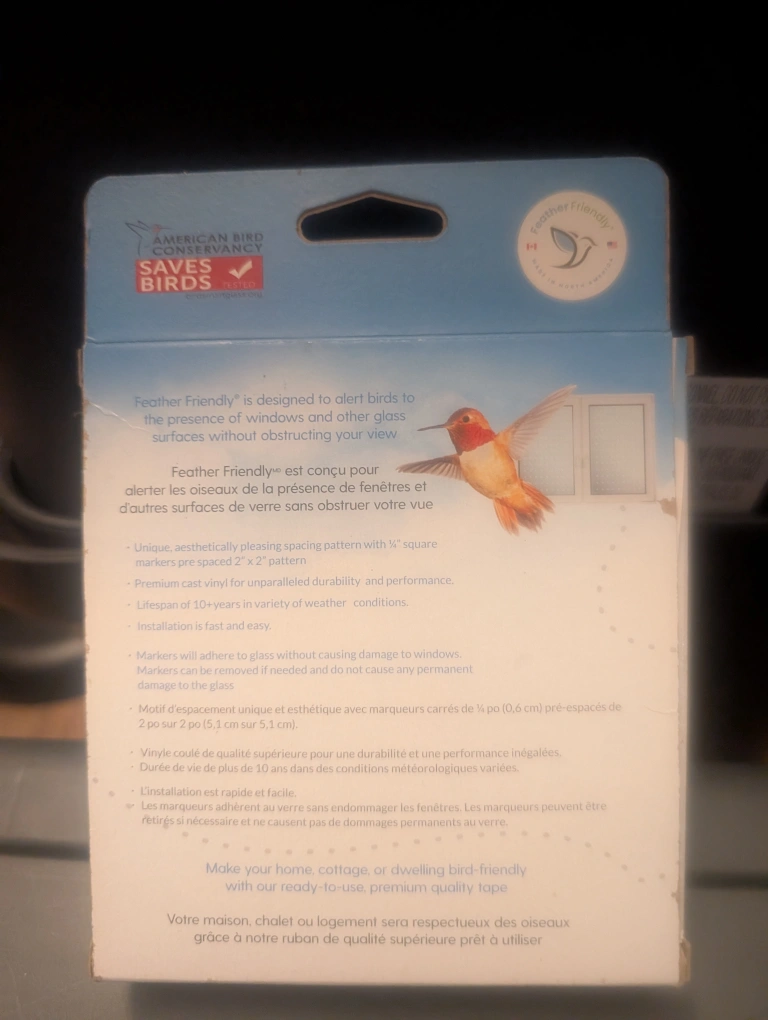 AMERICAN BIRD
CONSERVANCY
SAVES
BIRDS TESTED
Feather Friendly
MADE IN NORTH AMERICA
Feather Friendly® is designed to alert birds to
the presence of windows and other glass
surfaces without obstructing your view
Feather Friendlyᴹᴰ est conçu pour
alerter les oiseaux de la présence de fenêtres et
d'autres surfaces de verre sans obstruer votre vue
- Unique, aesthetically pleasing spacing pattern with ¼" square
markers pre spaced 2" x 2" pattern
- Premium cast vinyl for unparalleled durability and performance.
- Lifespan of 10+years in variety of weather conditions.
- Installation is fast and easy.
- Markers will adhere to glass without causing damage to windows.
Markers can be removed if needed and do not cause any permanent
damage to the glass
- Motif d'espacement unique et esthétique avec marqueurs carrés de ¼ po (0,6 cm) pré-espacés de
2 po sur 2 po (5,1 cm sur 5,1 cm).
- Vinyle coulé de qualité supérieure pour une durabilité et une performance inégalées.
- Durée de vie de plus de 10 ans dans des conditions météorologiques variées.
- L'installation est rapide et facile.
- Les marqueurs adhèrent au verre sans endommager les fenêtres. Les marqueurs peuvent être
retirés si nécessaire et ne causent pas de dommages permanents au verre.
Make your home, cottage, or dwelling bird-friendly
with our ready-to-use, premium quality tape
Votre maison, chalet ou logement sera respectueux des oiseaux
grâce à notre ruban de qualité supérieure prêt à utiliser